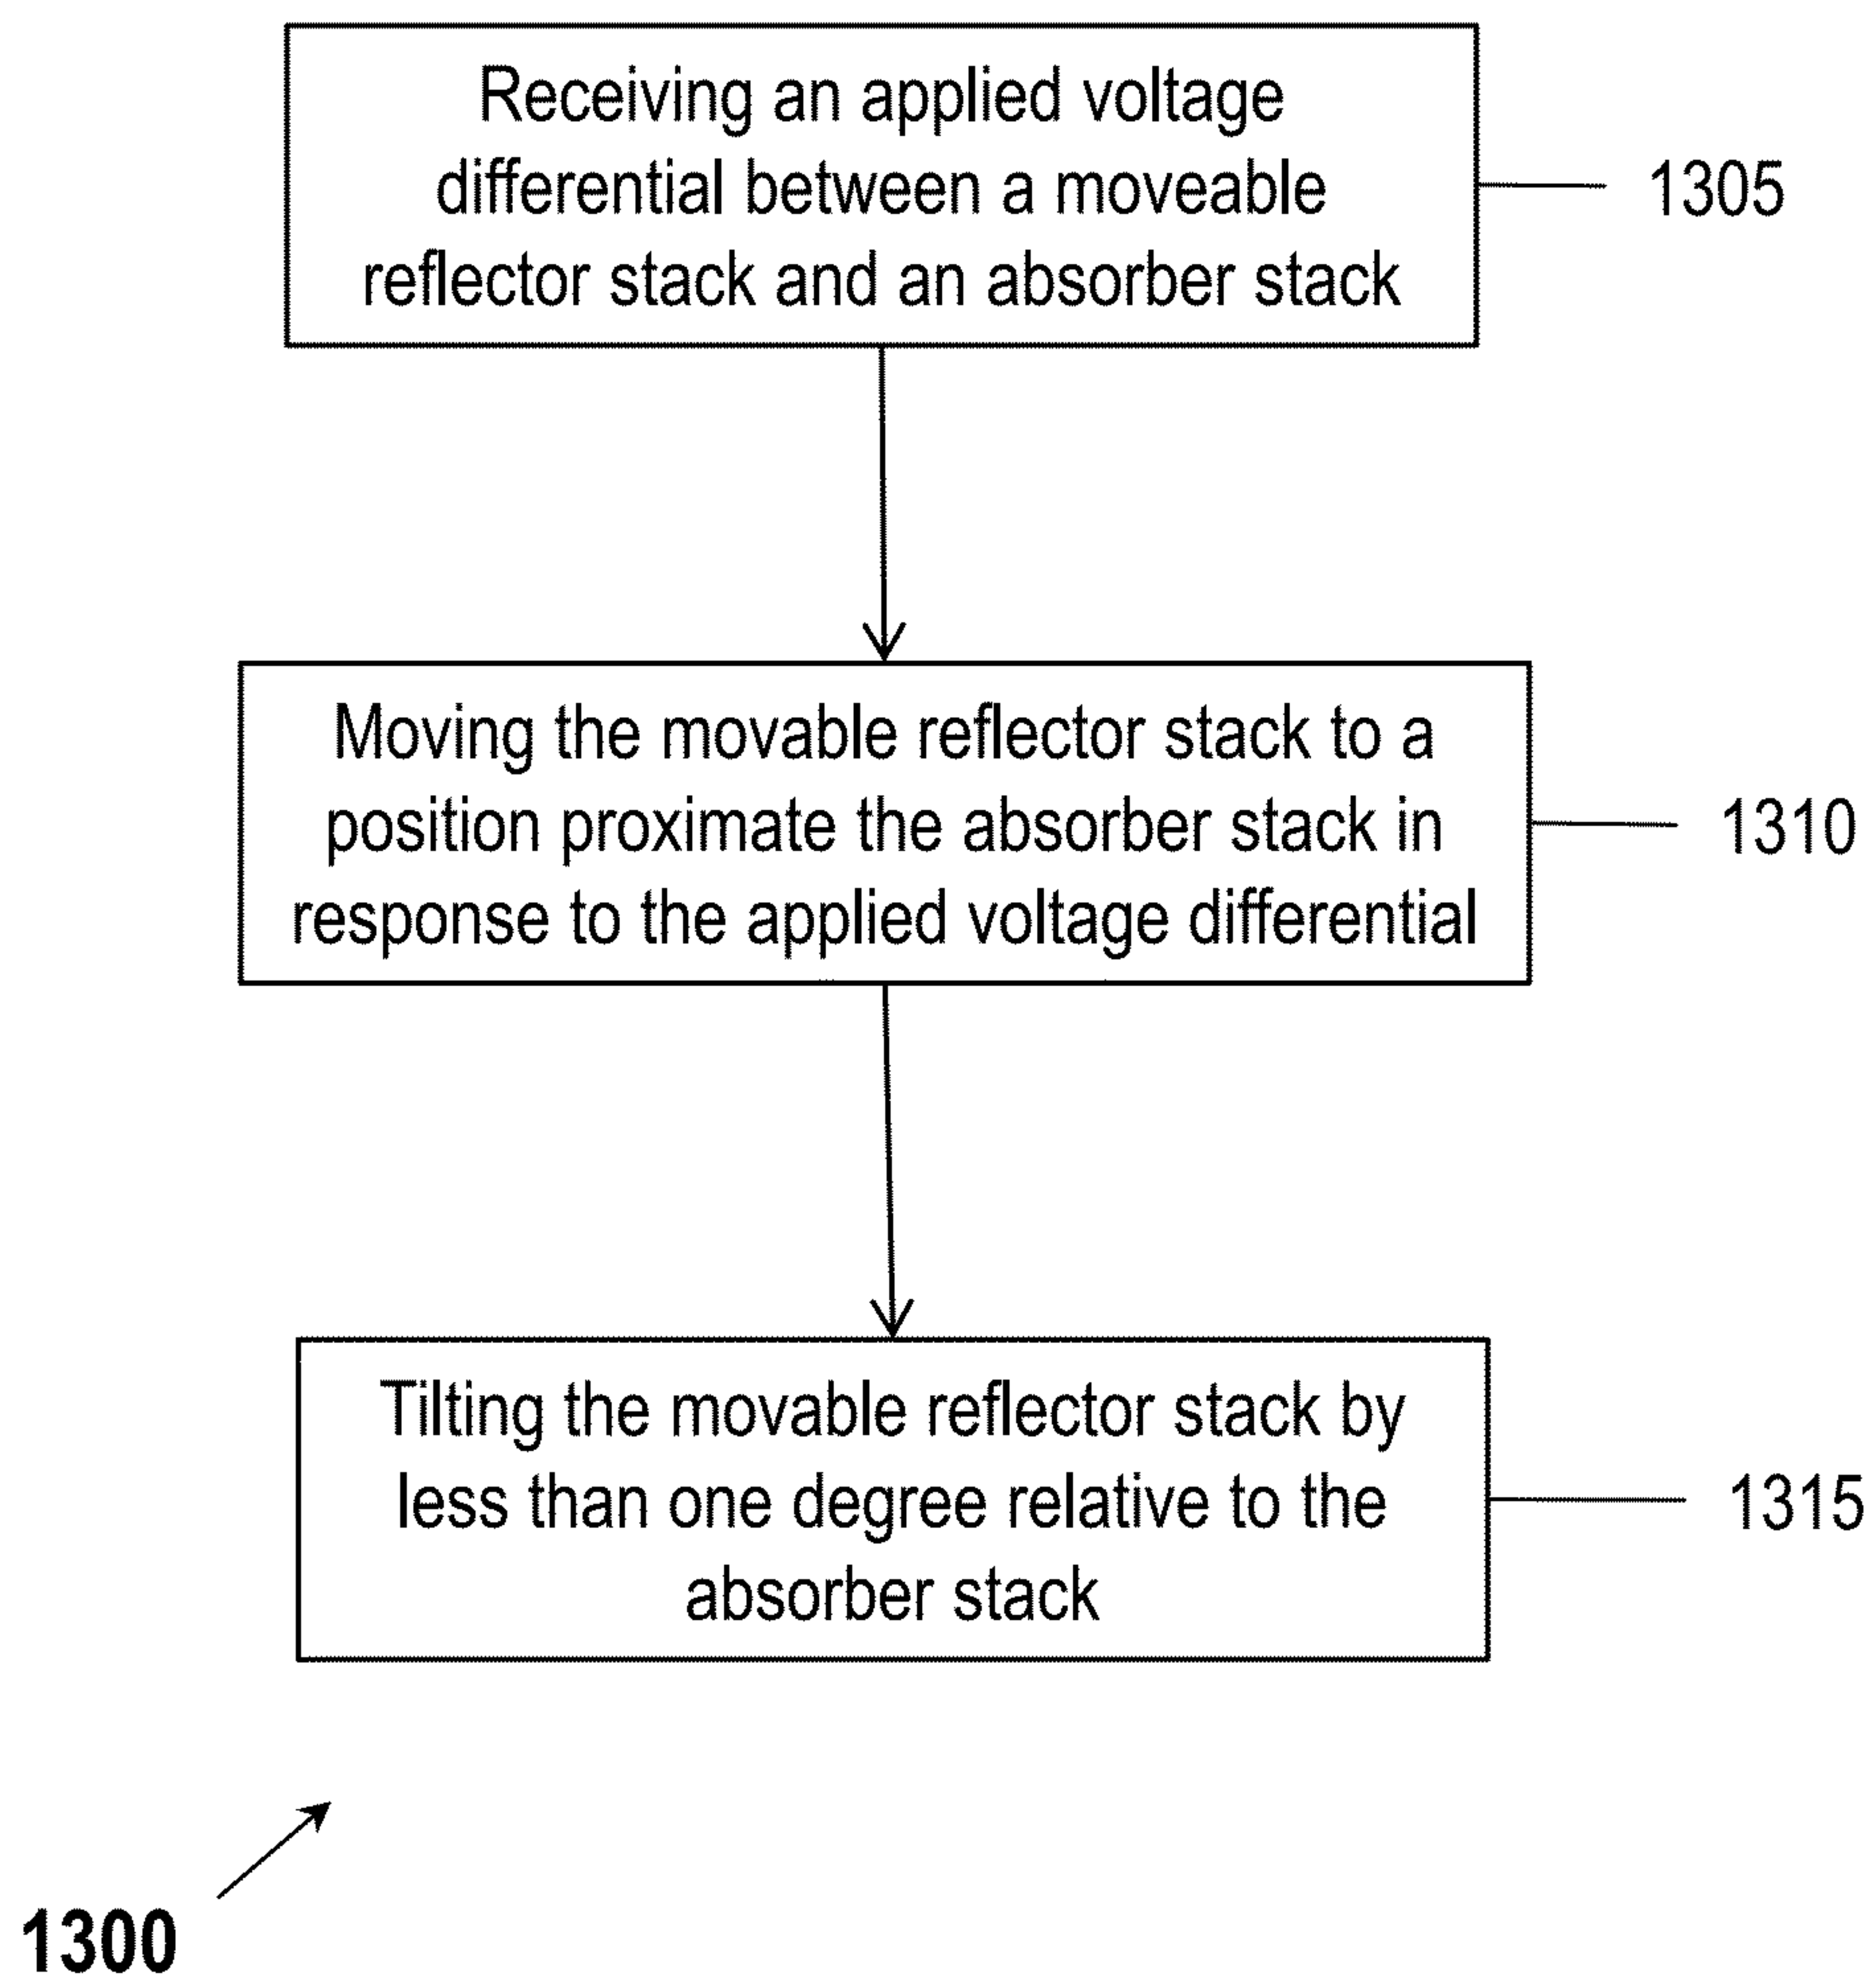 Receiving an applied voltage
differential between a moveable
reflector stack and an absorber stack
1305
Moving the movable reflector stack to a
position proximate the absorber stack in
response to the applied voltage differential
1310
Tilting the movable reflector stack by
less than one degree relative to the
absorber stack
1315
1300